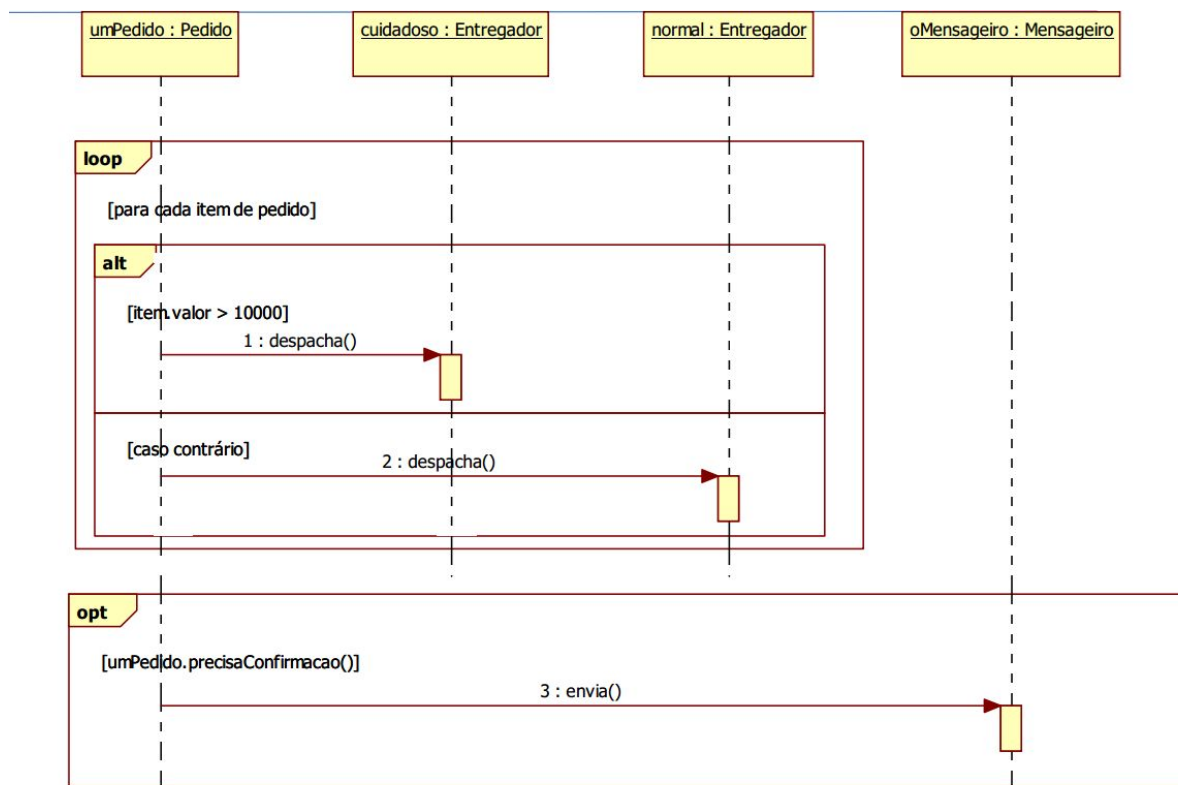 umPedido : Pedido
cuidadoso : Entregador
normal : Entregador
oMensageiro : Mensageiro
loop
[para cada item de pedido]
alt
[item.valor > 10000]
1 : despacha()
[caso contrário]
2 : despacha()
opt
[umPedido.precisaConfirmacao()]
3 : envia()